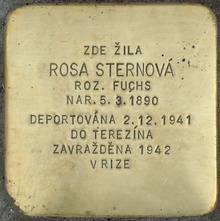 ZDE ŽILA
ROSA STERNOVÁ
ROZ. FUCHS
NAR. 5. 3. 1890
DEPORTOVÁNA 2. 12. 1941
DO TEREZÍNA
ZAVRAŽDĚNA 1942
V RIZE